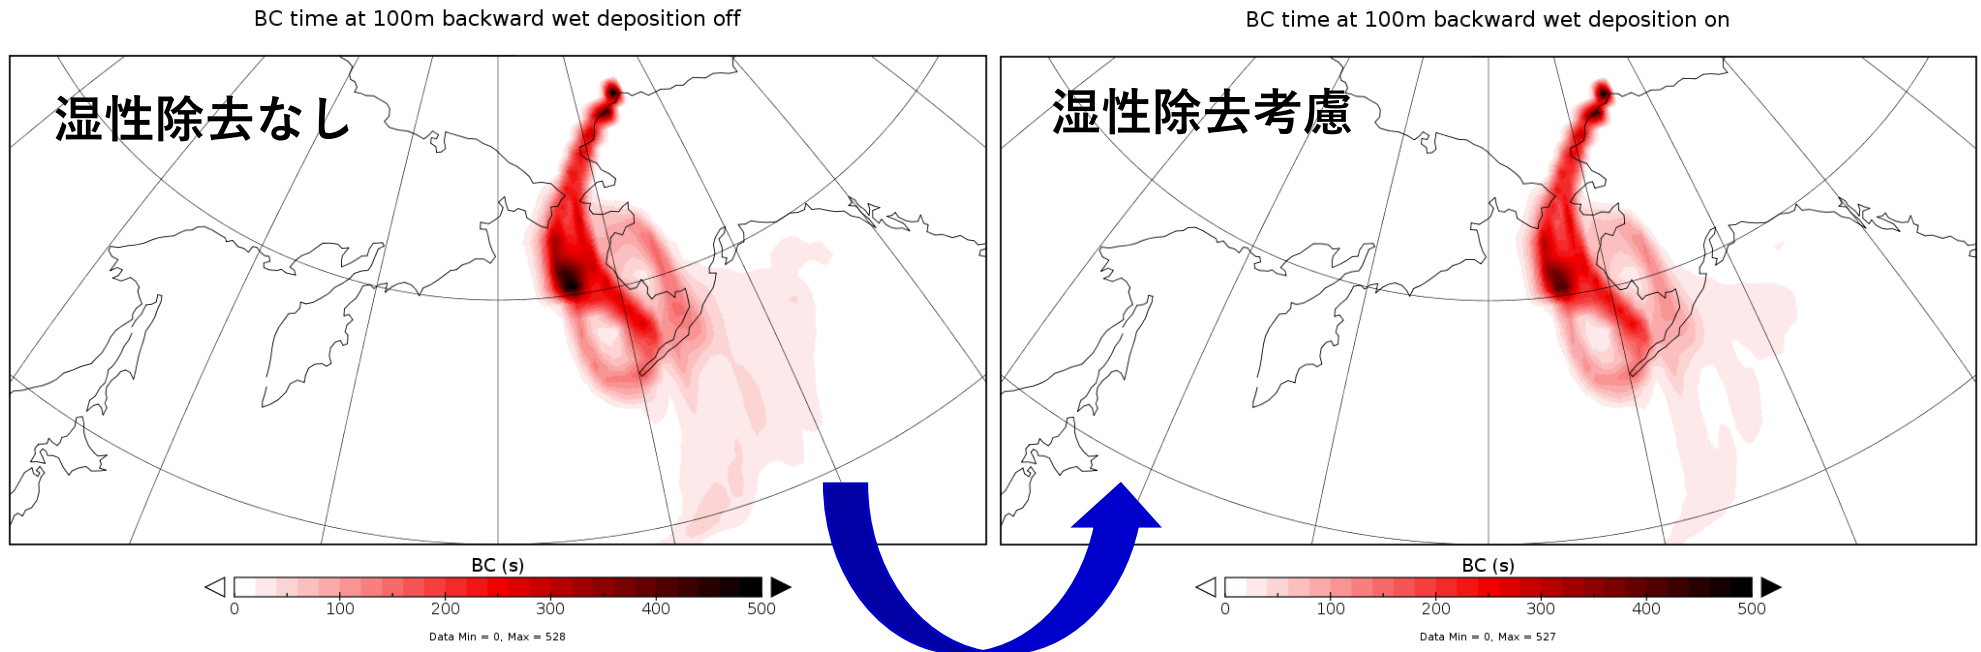 BC time at 100m backward wet deposition off
湿性除去なし
BC (s)
0 100 200 300 400 500
Data Min = 0, Max = 528
BC time at 100m backward wet deposition on
湿性除去考慮
BC (s)
0 100 200 300 400 500
Data Min = 0, Max = 527